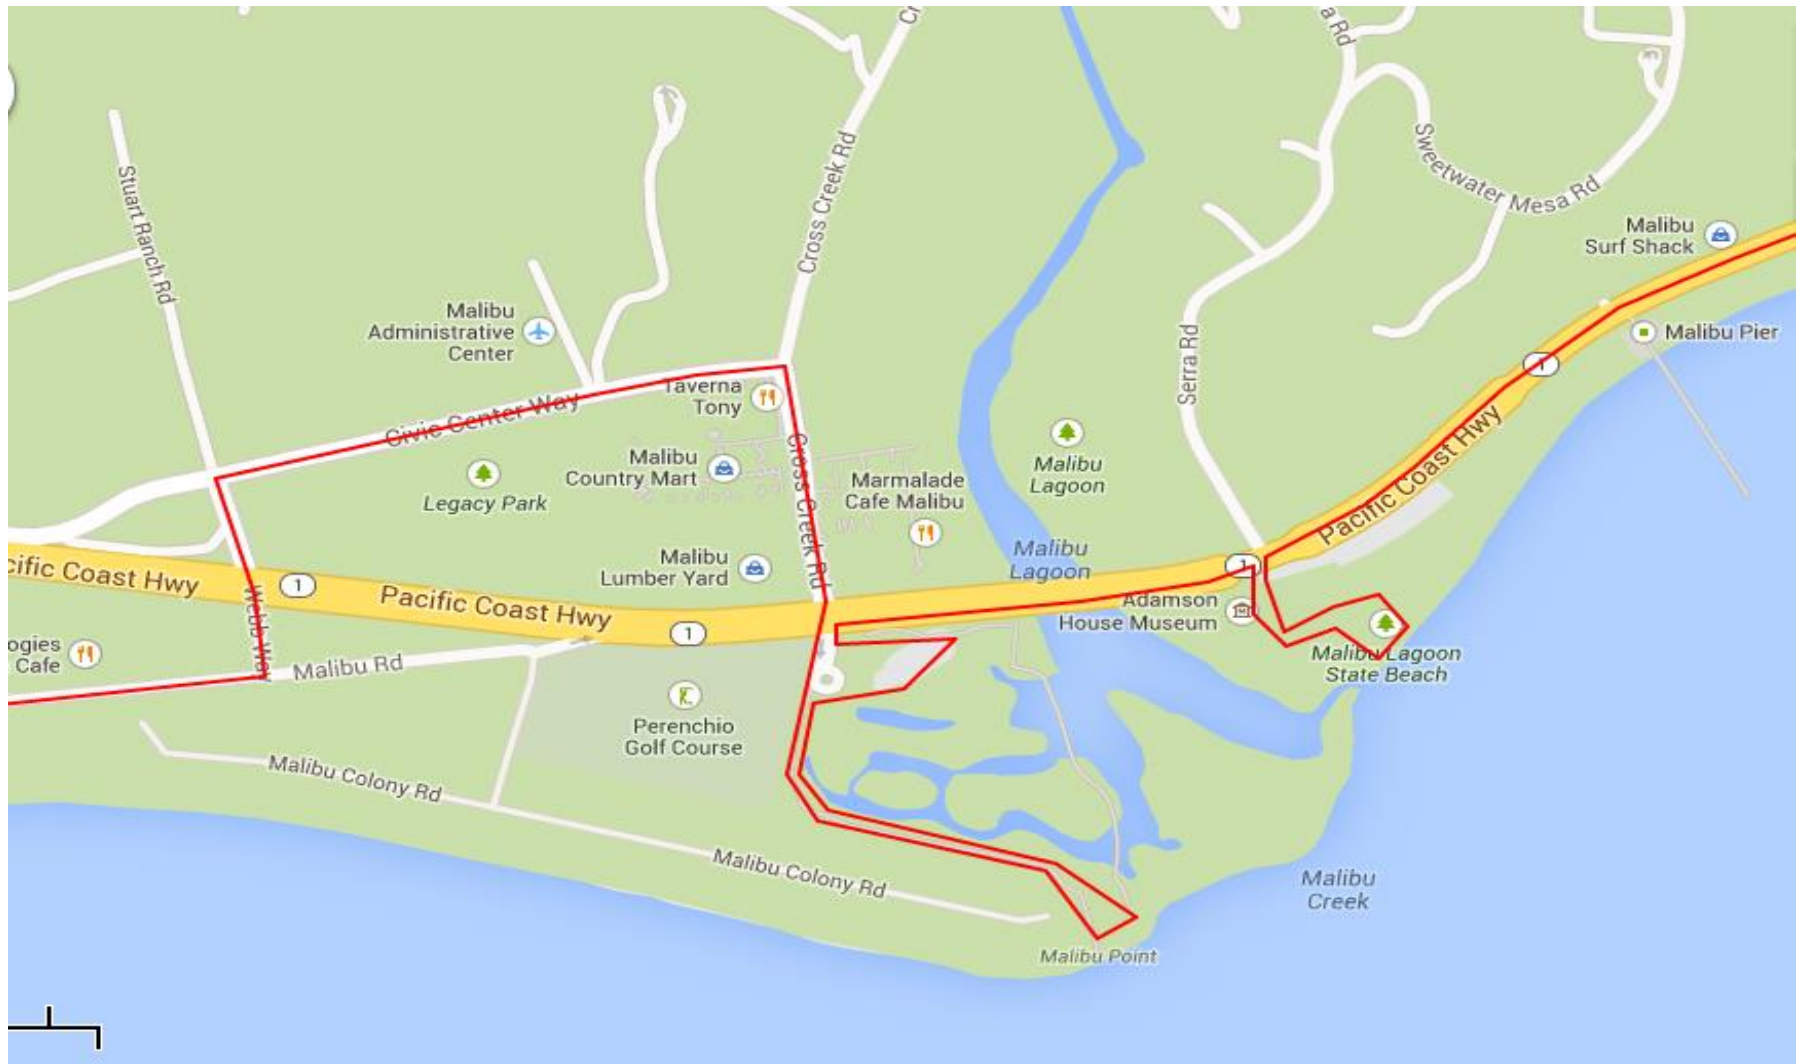 Cr
a Rd
Stuart Ranch Rd
Cross Creek Rd
Sweetwater Mesa Rd
Malibu
Surf Shack
Malibu
Administrative
Center
Malibu Pier
1
Serra Rd
Taverna
Tony
Civic Center Way
Cross Creek Rd
Malibu
Country Mart
Legacy Park
Marmalade
Cafe Malibu
Malibu
Lagoon
Pacific Coast Hwy
Malibu
Lumber Yard
Malibu
Lagoon
1
cific Coast Hwy
1
Pacific Coast Hwy
1
Webb Way
Adamson
House Museum
ogies
Cafe
Malibu Rd
Malibu Lagoon
State Beach
Perenchio
Golf Course
Malibu Colony Rd
Malibu Colony Rd
Malibu
Creek
Malibu Point